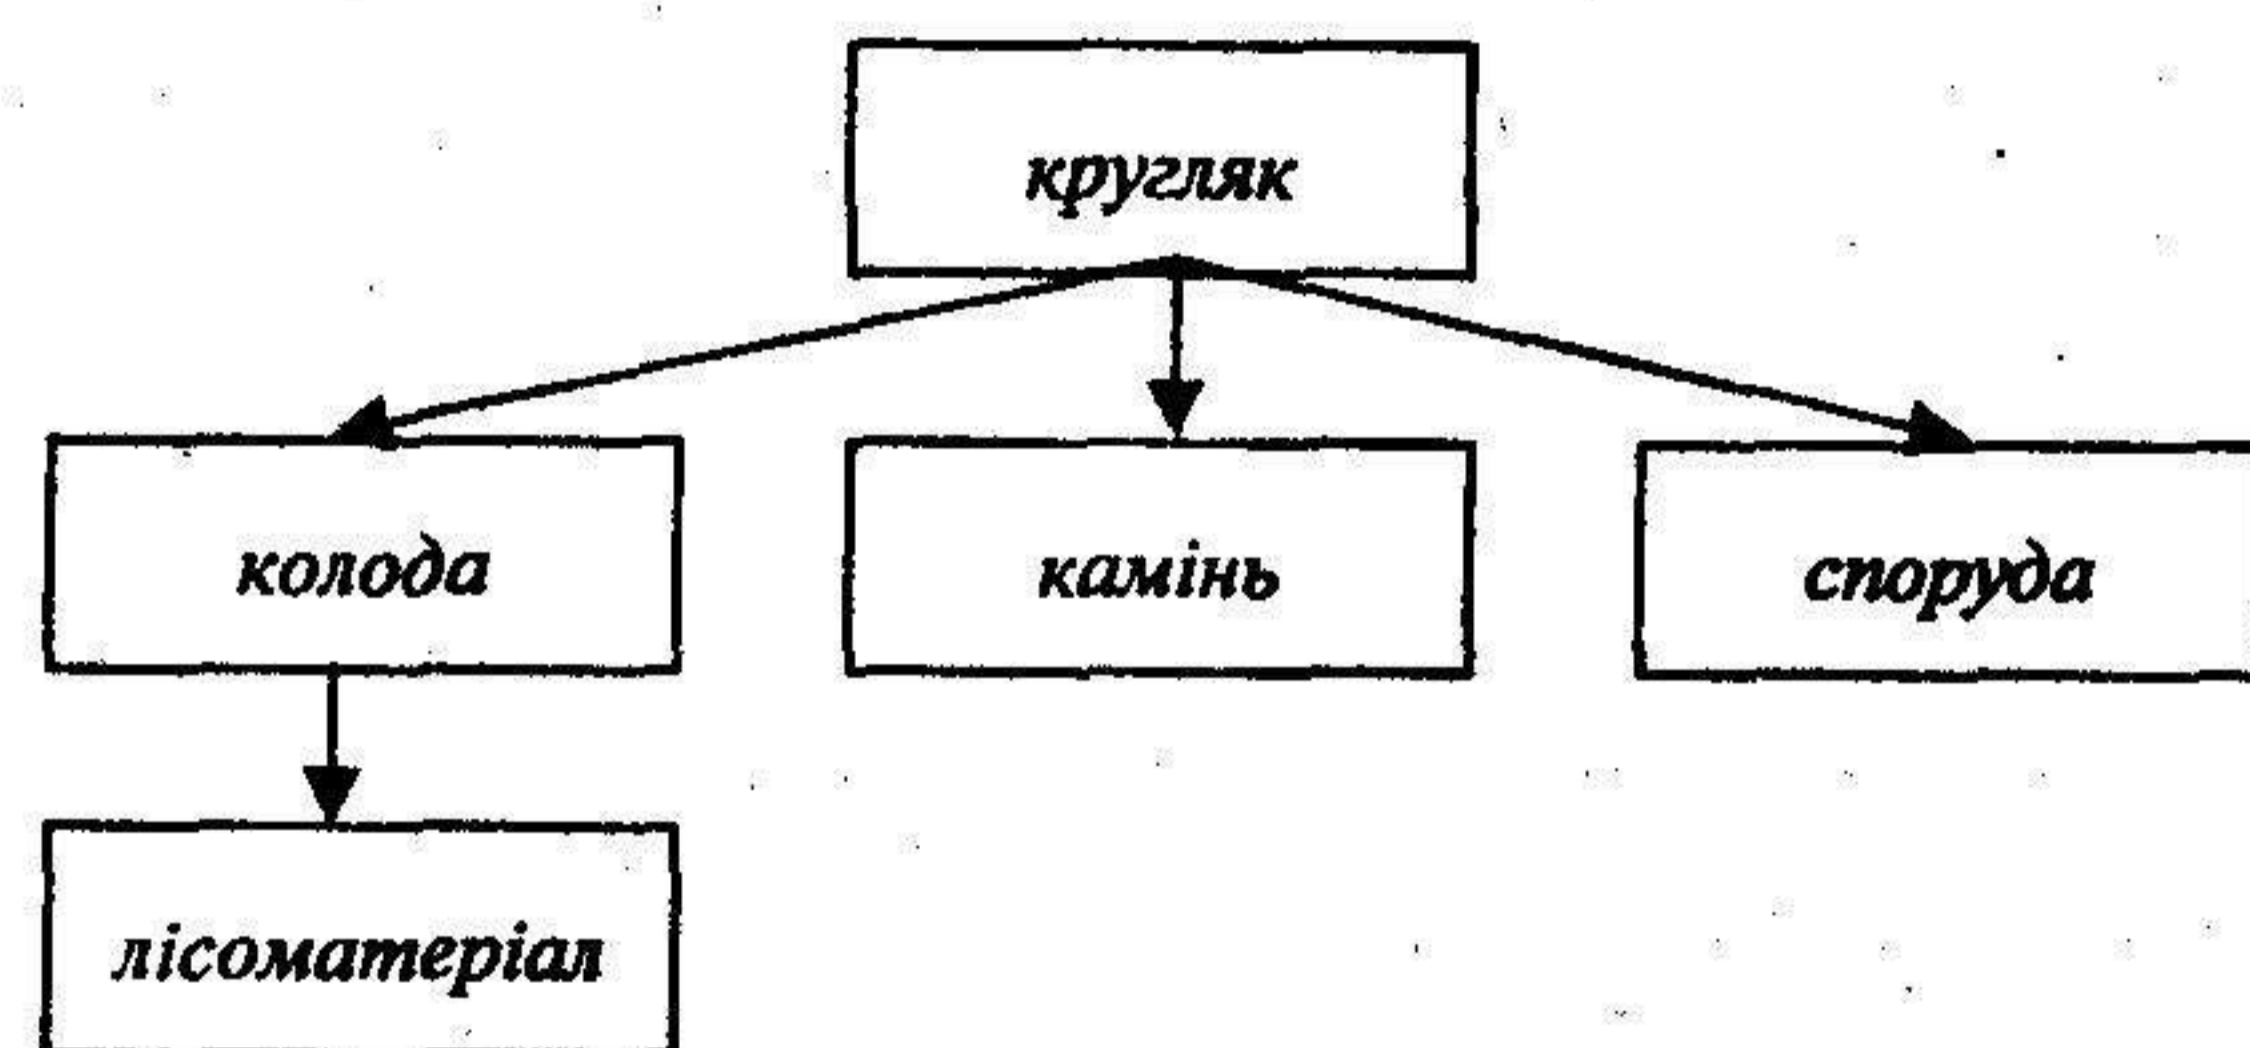 кругляк
колода
камінь
споруда
лісоматеріал